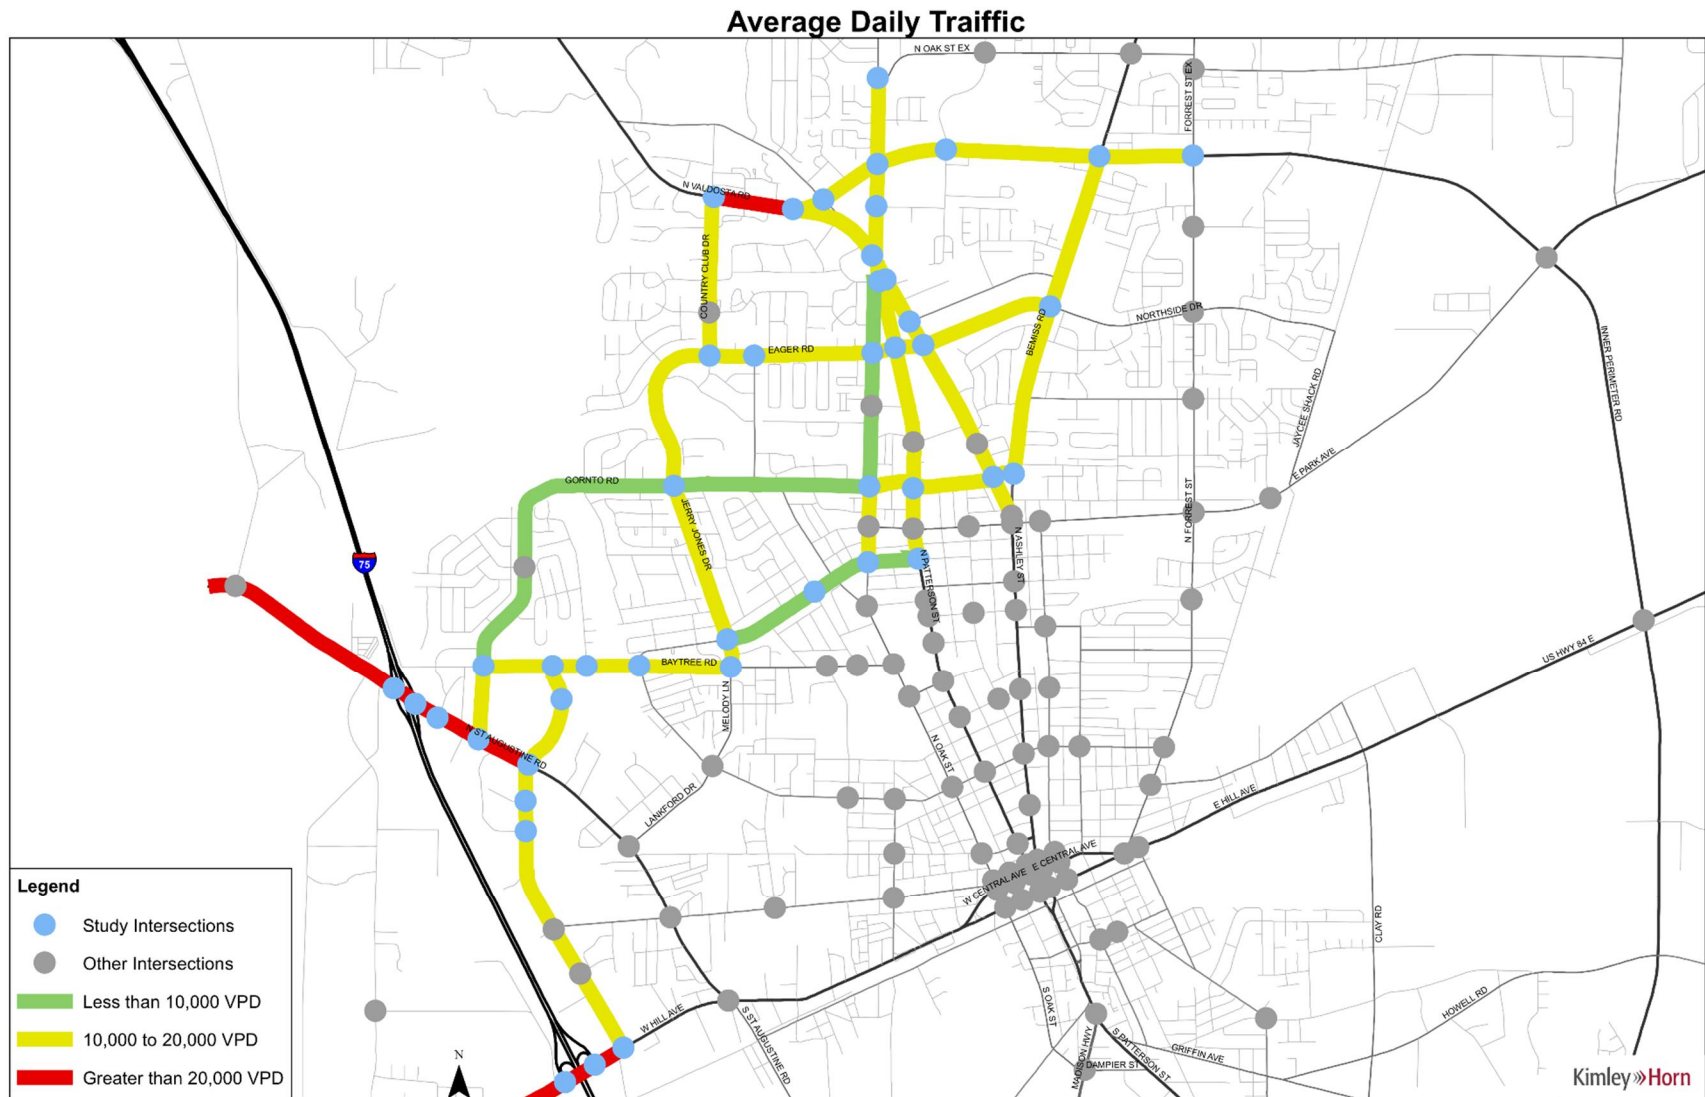 Average Daily Traiffic
N OAK ST EX
FORREST ST EX
N VALDOSTA RD
COUNTRY CLUB DR
NORTHSIDE DR
BEMISS RD
EAGER RD
INNER PERIMETER RD
JAYCEE SHACK RD
E PARK AVE
GORNTO RD
JERRY JONES DR
N FORREST ST
N ASHLEY ST
75
N PATTERSON ST
US HWY 84 E
BAYTREE RD
MELODY LN
N ST AUGUSTINE RD
N OAK ST
LANKFORD DR
E HILL AVE
E CENTRAL AVE
W CENTRAL AVE
CLAY RD
Legend
Study Intersections
Other Intersections
Less than 10,000 VPD
10,000 to 20,000 VPD
Greater than 20,000 VPD
N
W HILL AVE
S ST AUGUSTINE RD
S OAK ST
HOWELL RD
MADISON HWY
S PATTERSON ST
GRIFFIN AVE
DAMPIER ST
Kimley»Horn